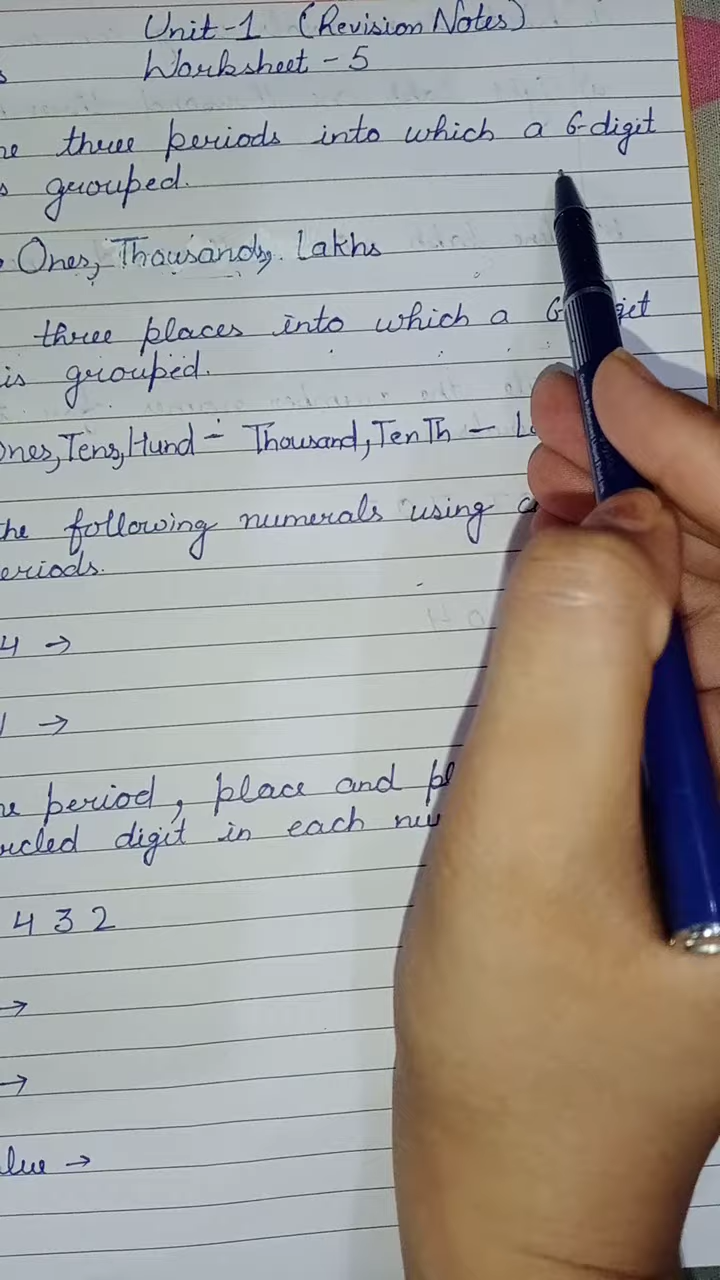 Unit-1 (Revision Notes)
Worksheet - 5
three periods into which a 6-digit
grouped.
Ones, Thousands, Lakhs
three places into which a
is grouped.
Ones, Tens, Hund - Thousand, Ten Th -
the following numerals using
4 →
→
period, place and
digit in each
4 3 2
→
→
→